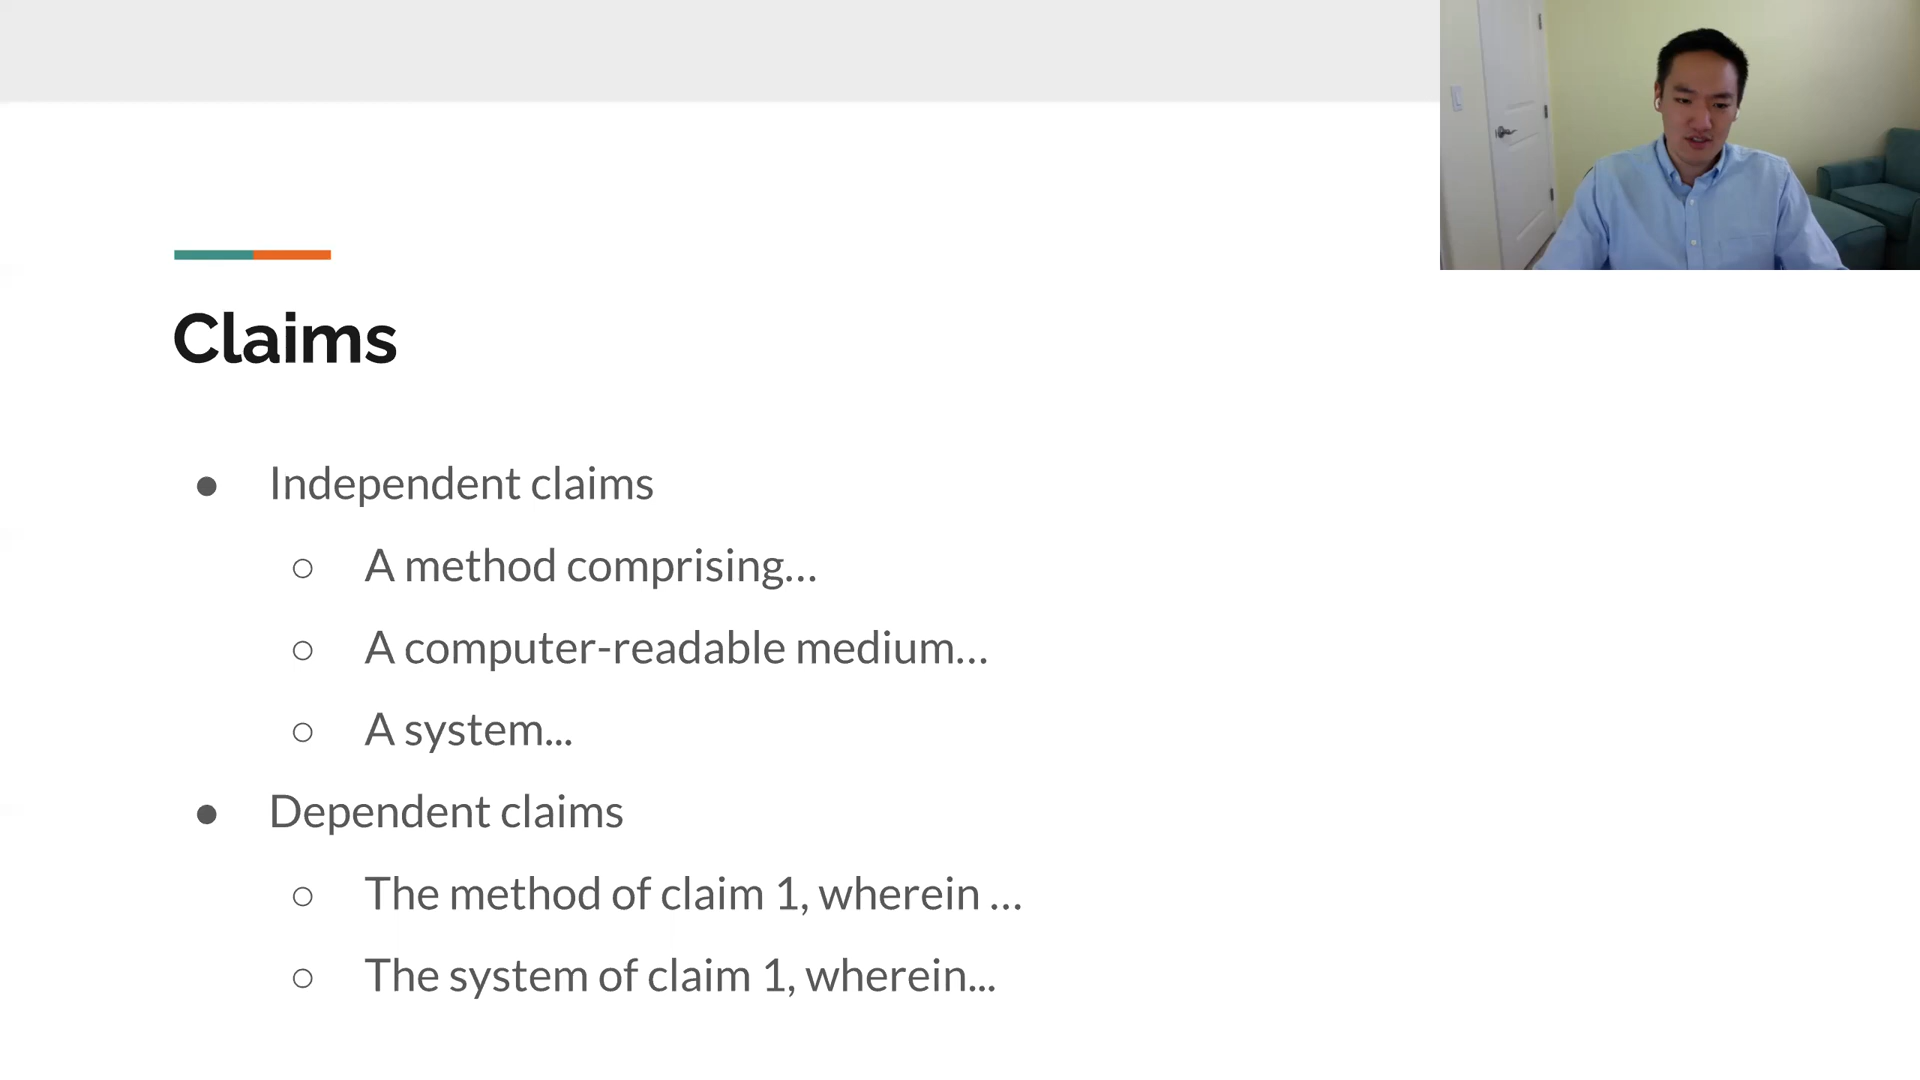 Claims
● Independent claims
○ A method comprising…
○ A computer-readable medium…
○ A system...
● Dependent claims
○ The method of claim 1, wherein …
○ The system of claim 1, wherein...